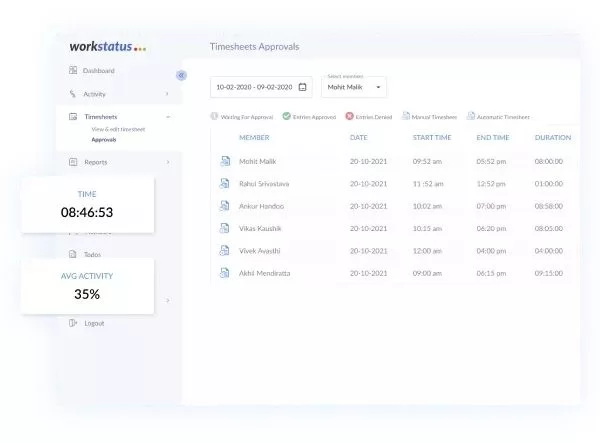 workstatus
Timesheets Approvals
Dashboard
Activity
Timesheets
View & edit timesheet
Approvals
Reports
TIME
08:46:53
Todos
AVG ACTIVITY
35%
Logout
10-02-2020 - 09-02-2020
Select members
Mohit Malik
Waiting For Approval Entries Approved Entries Denied Manual Timesheet Automatic Timesheet
MEMBER DATE START TIME END TIME DURATION
Mohit Malik 20-10-2021 09:52 am 05:52 pm 08:00:00
Rahul Srivastava 20-10-2021 11 :52 am 12:52 pm 01:00:00
Ankur Handoo 20-10-2021 10:02 am 07:00 pm 08:58:00
Vikas Kaushik 20-10-2021 10:15 am 06:20 pm 08:05:00
Vivek Avasthi 20-10-2021 12:00 am 04:00 pm 04:00:00
Akhil Mendiratta 20-10-2021 09:00 am 06:15 pm 09:15:00